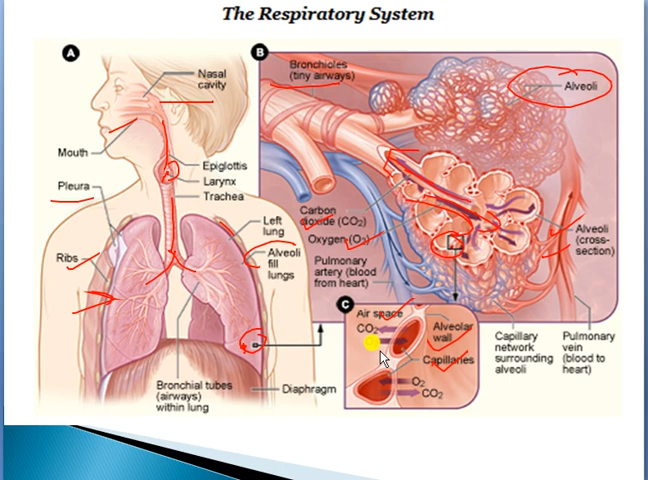 The Respiratory System
A
Nasal
cavity
Mouth
Epiglottis
Larynx
Trachea
Pleura
Left
lung
Ribs
Alveoli
fill
lungs
Bronchial tubes
(airways)
within lung
Diaphragm
B
Bronchioles
(tiny airways)
Alveoli
Carbon
dioxide (CO2)
Oxygen (O2)
Pulmonary
artery (blood
from heart)
Alveoli
(cross-
section)
Capillary
network
surrounding
alveoli
Pulmonary
vein
(blood to
heart)
C
Air space
CO2
Alveolar
wall
Capillaries
O2
CO2